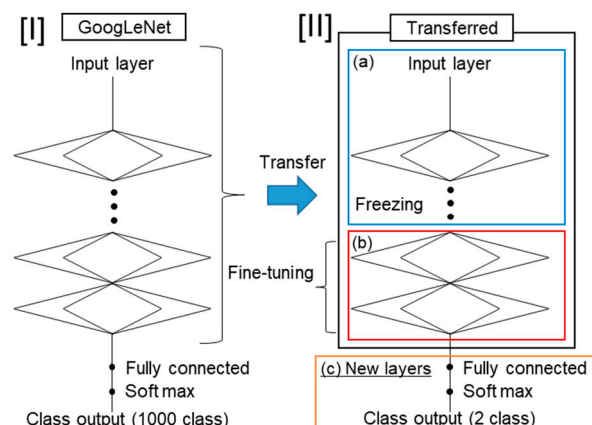 [I]
GoogLeNet
Input layer
Fully connected
Soft max
Class output (1000 class)
Transfer
Fine-tuning
[II]
Transferred
(a)
Input layer
Freezing
(b)
(c) New layers
Fully connected
Soft max
Class output (2 class)